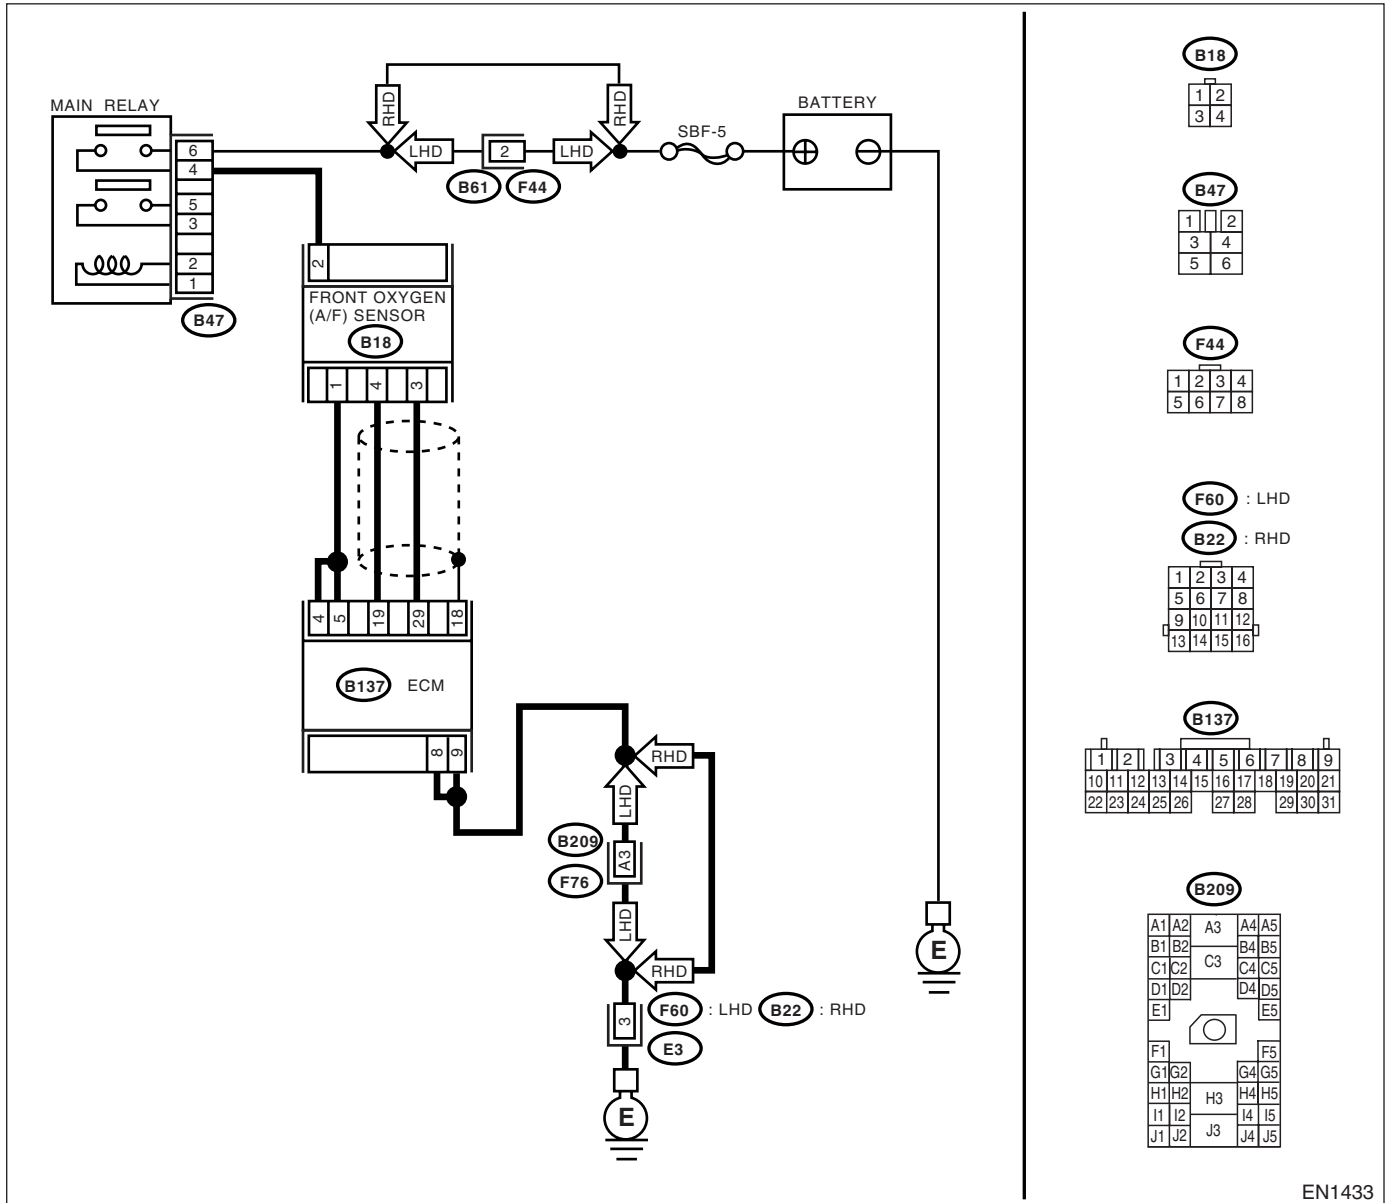 MAIN RELAY
6
4
5
3
2
1
B47
RHD
RHD
LHD
2
LHD
B61
F44
SBF-5
BATTERY
2
FRONT OXYGEN
(A/F) SENSOR
B18
1 4 3
4 5 19 29 18
B137 ECM
8 9
RHD
LHD
B209
A3
F76
LHD
RHD
F60 : LHD B22 : RHD
3
E3
E
E
B18
1 2
3 4
B47
1 2
3 4
5 6
F44
1 2 3 4
5 6 7 8
F60 : LHD
B22 : RHD
1 2 3 4
5 6 7 8
9 10 11 12
13 14 15 16
B137
1 2 3 4 5 6 7 8 9
10 11 12 13 14 15 16 17 18 19 20 21
22 23 24 25 26 27 28 29 30 31
B209
A1 A2 A3 A4 A5
B1 B2 B4 B5
C1 C2 C3 C4 C5
D1 D2 D4 D5
E1 E5
F1 F5
G1 G2 G4 G5
H1 H2 H3 H4 H5
I1 I2 I4 I5
J1 J2 J3 J4 J5
EN1433